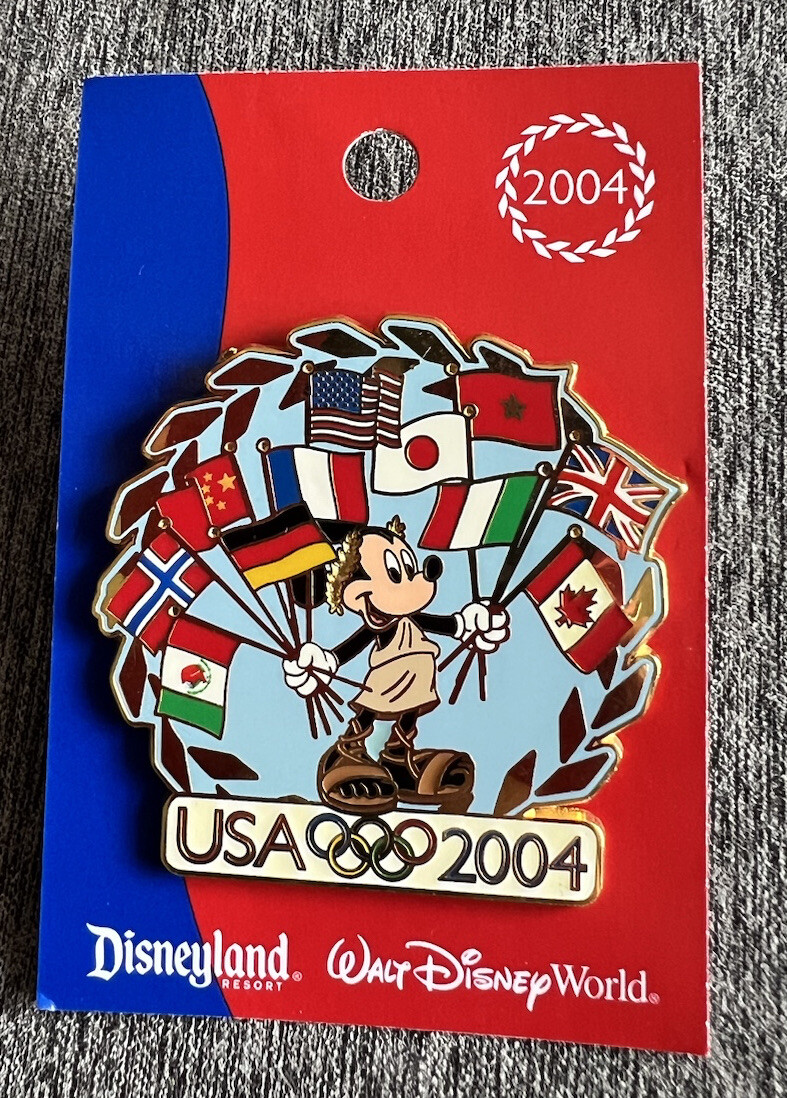 2004
USA 2004
Disneyland®
RESORT
WALT DISNEY World®